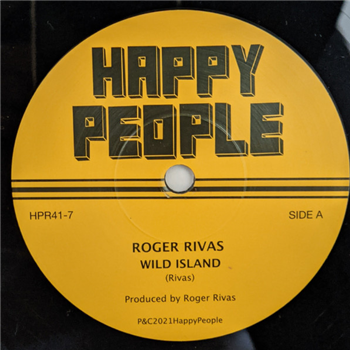 HAPPY
PEOPLE
HPR41-7 SIDE A
ROGER RIVAS
WILD ISLAND
(Rivas)
Produced by Roger Rivas
P&C2021HappyPeople